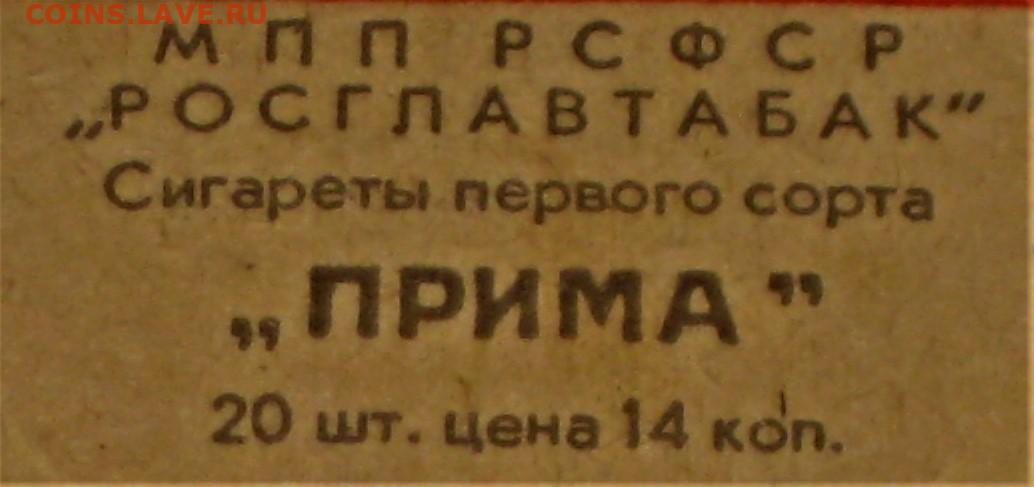 COINS.LAVE.RU
МПП РСФСР
„РОСГЛАВТАБАК”
Сигареты первого сорта
„ПРИМА”
20 шт. цена 14 коп.